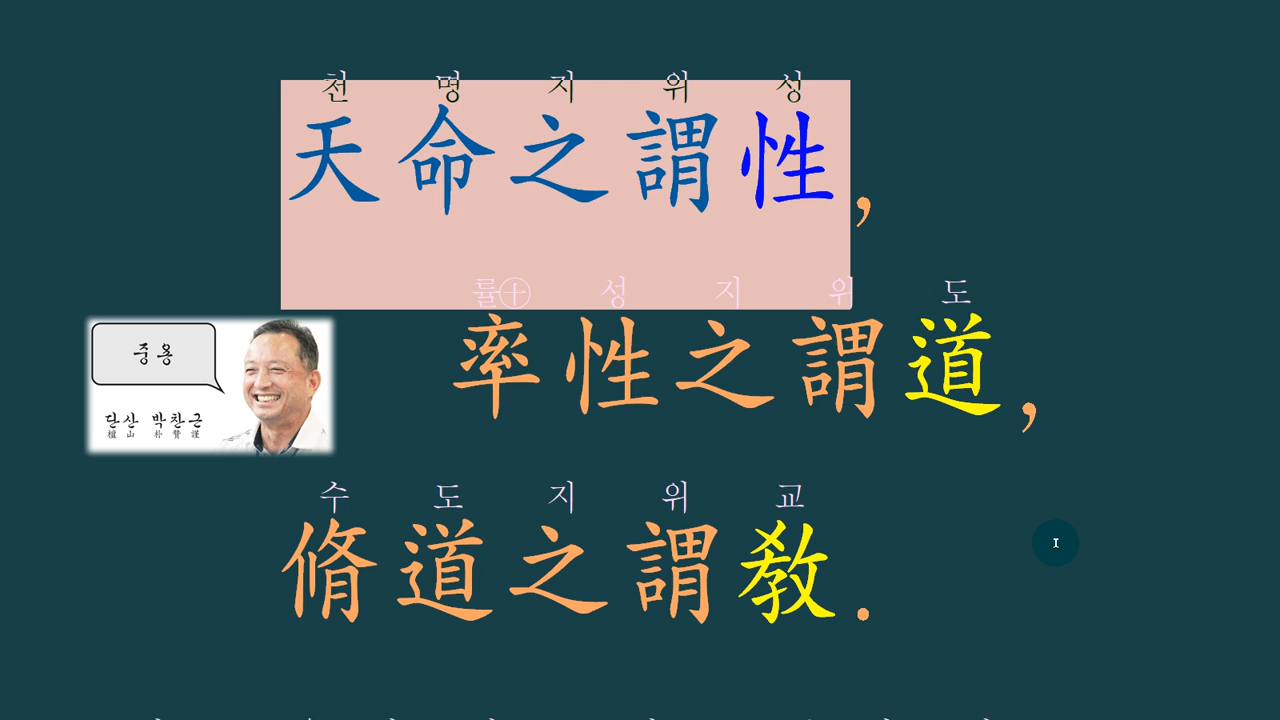 천 명 지 위 성
天命之謂性,
률㊉ 성 지 위 도
率性之謂道,
중용
단산 박찬근
檀山 朴贊謹
수 도 지 위 교
脩道之謂敎.